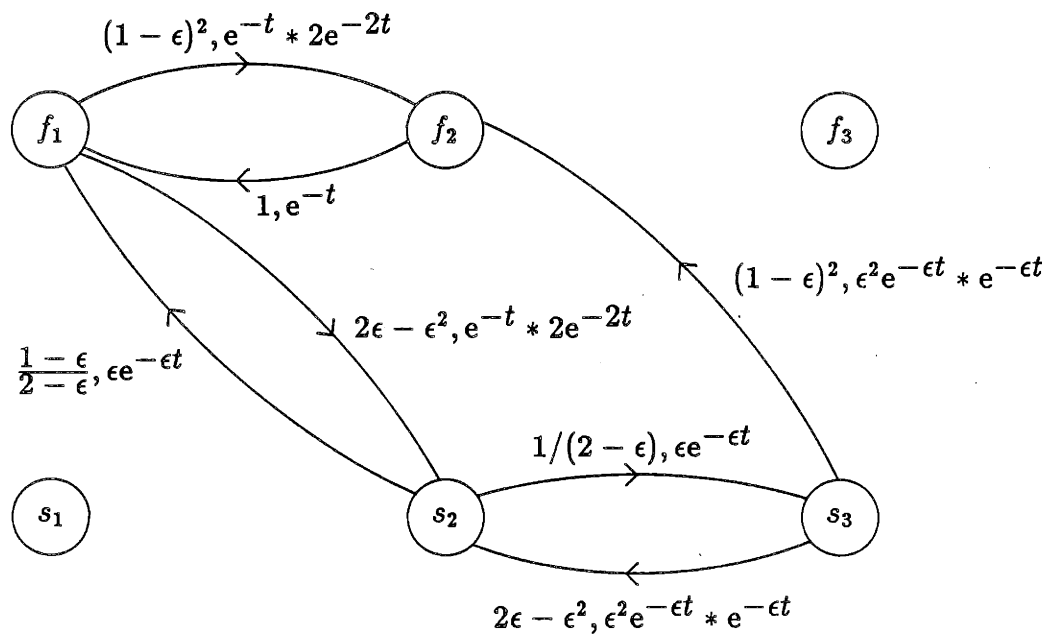 (1 − ϵ)², e⁻ᵗ * 2e⁻²ᵗ
f₁
f₂
f₃
1, e⁻ᵗ
(1 − ϵ)², ϵ²e^{−ϵt} * e^{−ϵt}
2ϵ − ϵ², e⁻ᵗ * 2e⁻²ᵗ
\frac{1 − ϵ}{2 − ϵ}, ϵe^{−ϵt}
1/(2 − ϵ), ϵe^{−ϵt}
s₁
s₂
s₃
2ϵ − ϵ², ϵ²e^{−ϵt} * e^{−ϵt}